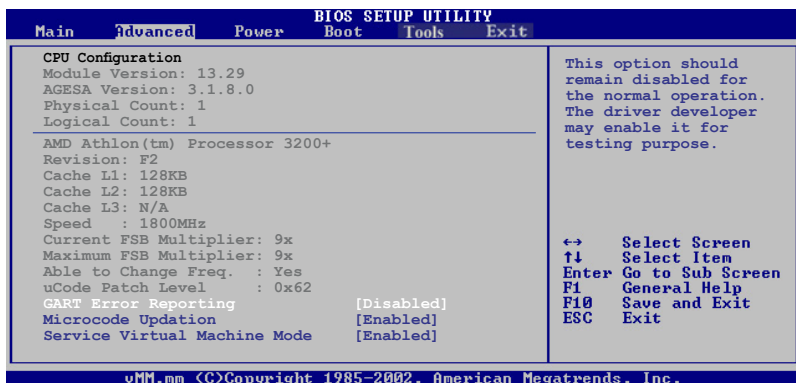 BIOS SETUP UTILITY
Main Advanced Power Boot Tools Exit
CPU Configuration
Module Version: 13.29
AGESA Version: 3.1.8.0
Physical Count: 1
Logical Count: 1
AMD Athlon(tm) Processor 3200+
Revision: F2
Cache L1: 128KB
Cache L2: 128KB
Cache L3: N/A
Speed : 1800MHz
Current FSB Multiplier: 9x
Maximum FSB Multiplier: 9x
Able to Change Freq. : Yes
uCode Patch Level : 0x62
GART Error Reporting [Disabled]
Microcode Updation [Enabled]
Service Virtual Machine Mode [Enabled]
This option should
remain disabled for
the normal operation.
The driver developer
may enable it for
testing purpose.
←→ Select Screen
↑↓ Select Item
Enter Go to Sub Screen
F1 General Help
F10 Save and Exit
ESC Exit
vMM.mm (C)Copyright 1985-2002, American Megatrends, Inc.